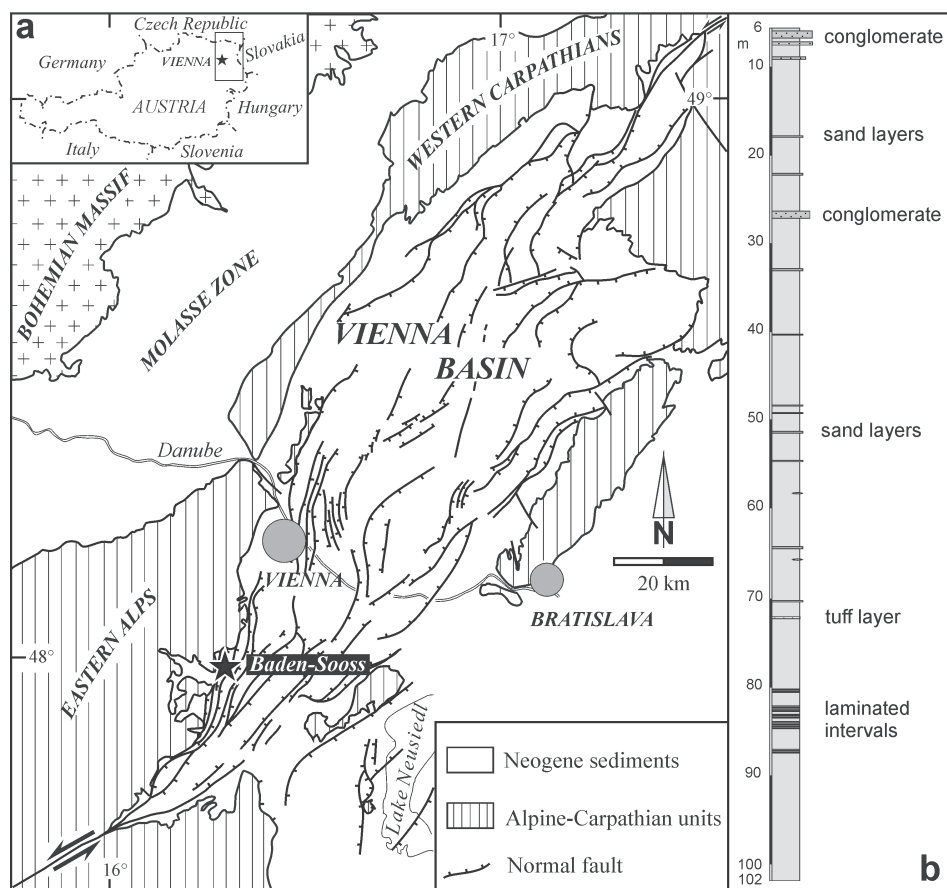 a
Czech Republic
Germany
Slovakia
VIENNA
AUSTRIA
Hungary
Italy
Slovenia
17°
49°
WESTERN CARPATHIANS
BOHEMIAN MASSIF
MOLASSE ZONE
VIENNA
BASIN
Danube
N
20 km
VIENNA
BRATISLAVA
EASTERN ALPS
48°
Baden-Sooss
Lake Neusiedl
16°
Neogene sediments
Alpine-Carpathian units
Normal fault
6
m
conglomerate
10
sand layers
20
conglomerate
30
40
50
sand layers
60
70
tuff layer
80
laminated
intervals
90
100
102
b